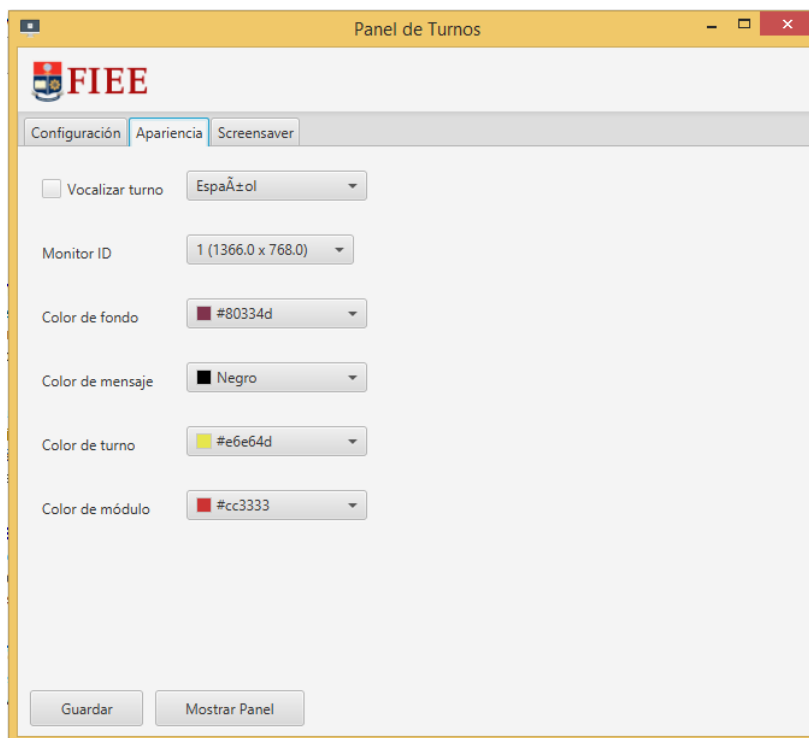 Panel de Turnos
FIEE
Configuración Apariencia Screensaver
Vocalizar turno EspaÃ±ol
Monitor ID 1 (1366.0 x 768.0)
Color de fondo #80334d
Color de mensaje Negro
Color de turno #e6e64d
Color de módulo #cc3333
Guardar Mostrar Panel